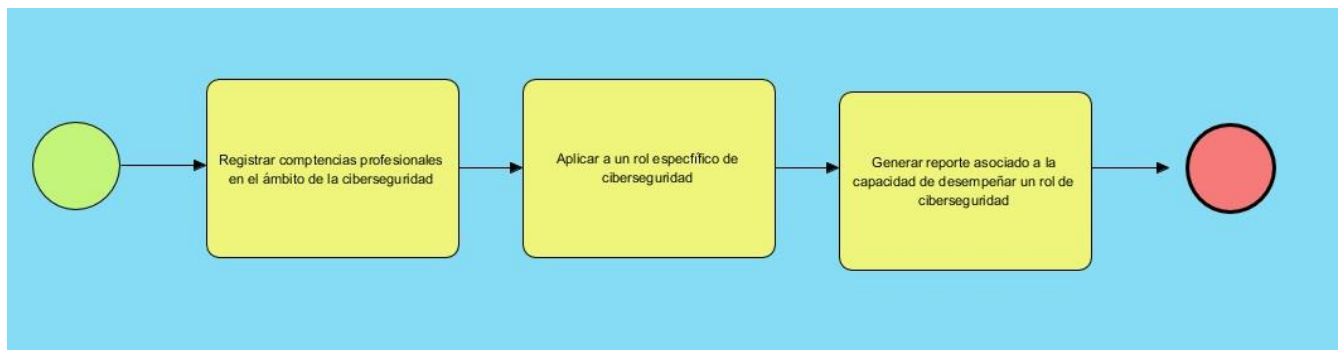 Registrar comptencias profesionales
en el ámbito de la ciberseguridad
Aplicar a un rol específico de
ciberseguridad
Generar reporte asociado a la
capacidad de desempeñar un rol de
ciberseguridad